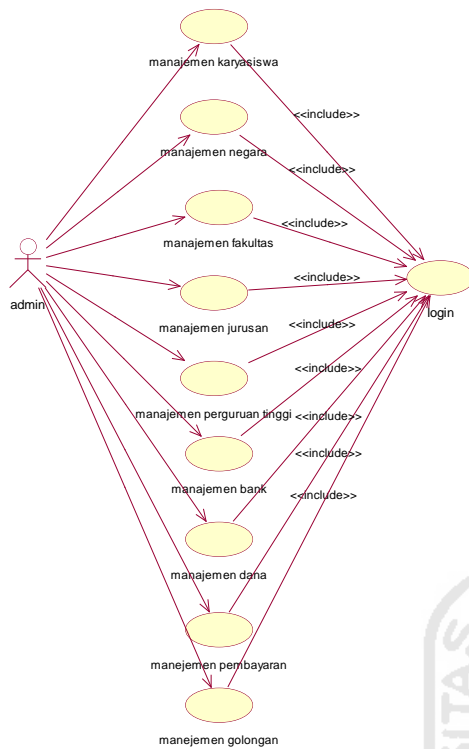 manajemen karyasiswa
<<include>>
manajemen negara
<<include>>
<<include>>
manajemen fakultas
<<include>>
admin
login
manajemen jurusan
<<include>>
<<include>>
manajemen perguruan tinggi
<<include>>
<<include>>
manajemen bank
<<include>>
manajemen dana
manejemen pembayaran
manejemen golongan